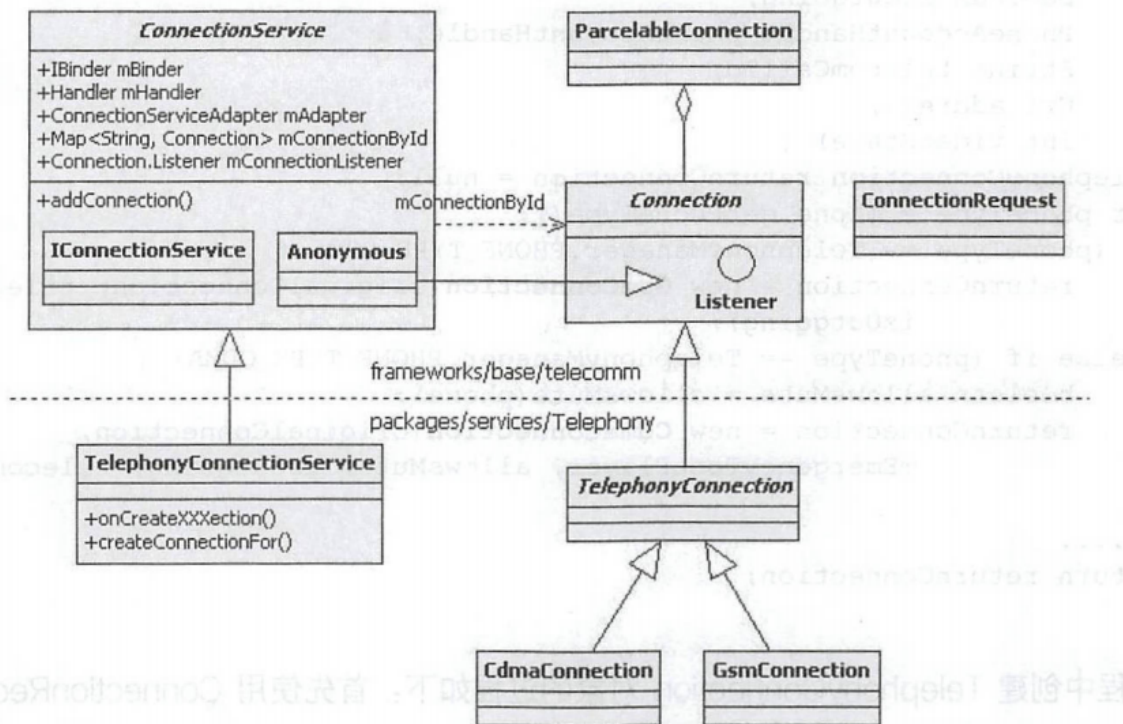 ConnectionService
+IBinder mBinder
+Handler mHandler
+ConnectionServiceAdapter mAdapter
+Map<String, Connection> mConnectionById
+Connection.Listener mConnectionListener
+addConnection()
IConnectionService
Anonymous
mConnectionById
ParcelableConnection
Connection
Listener
ConnectionRequest
frameworks/base/telecomm
packages/services/Telephony
TelephonyConnectionService
+onCreateXXXection()
+createConnectionFor()
TelephonyConnection
CdmaConnection
GsmConnection